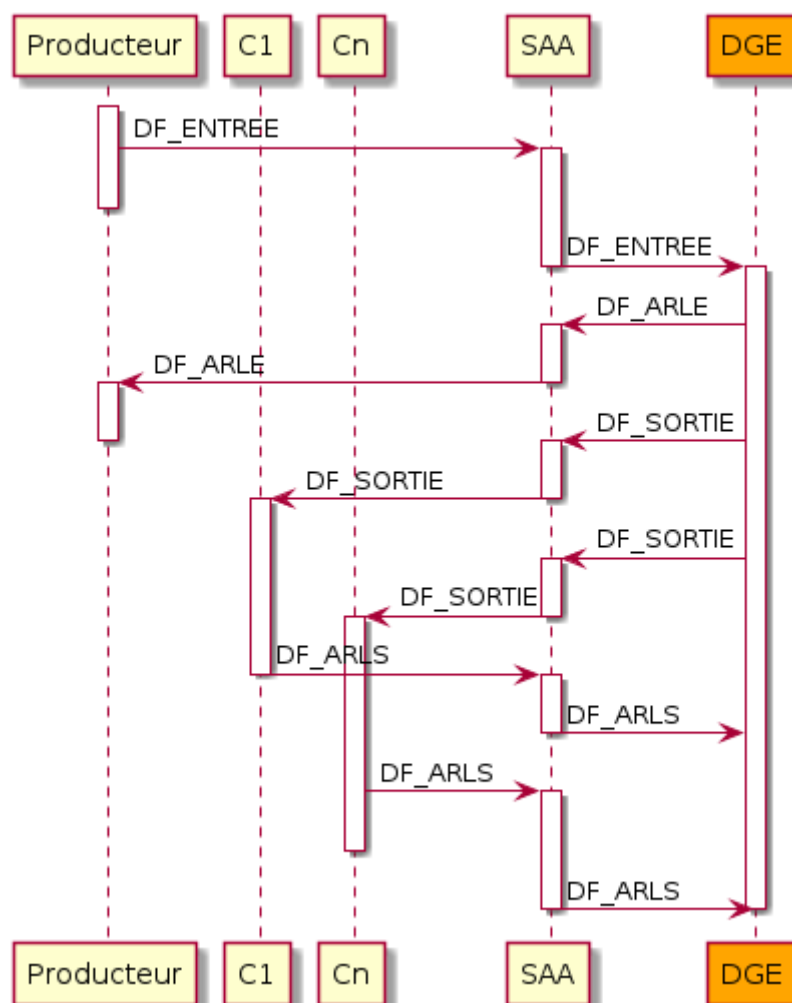 Producteur C1 Cn SAA DGE
DF_ENTREE
DF_ENTREE
DF_ARLE
DF_ARLE
DF_SORTIE
DF_SORTIE
DF_SORTIE
DF_SORTIE
DF_ARLS
DF_ARLS
DF_ARLS
DF_ARLS
Producteur C1 Cn SAA DGE